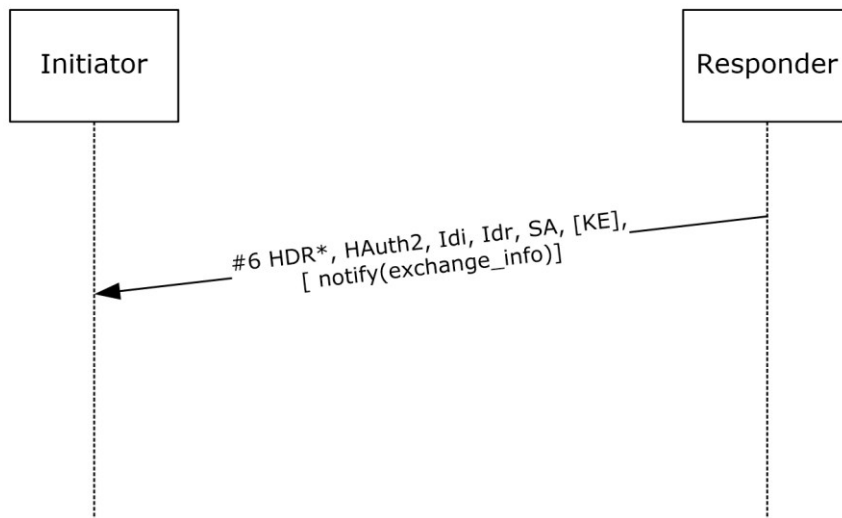 Initiator
Responder
#6 HDR*, HAuth2, Idi, Idr, SA, [KE],
[ notify(exchange_info)]